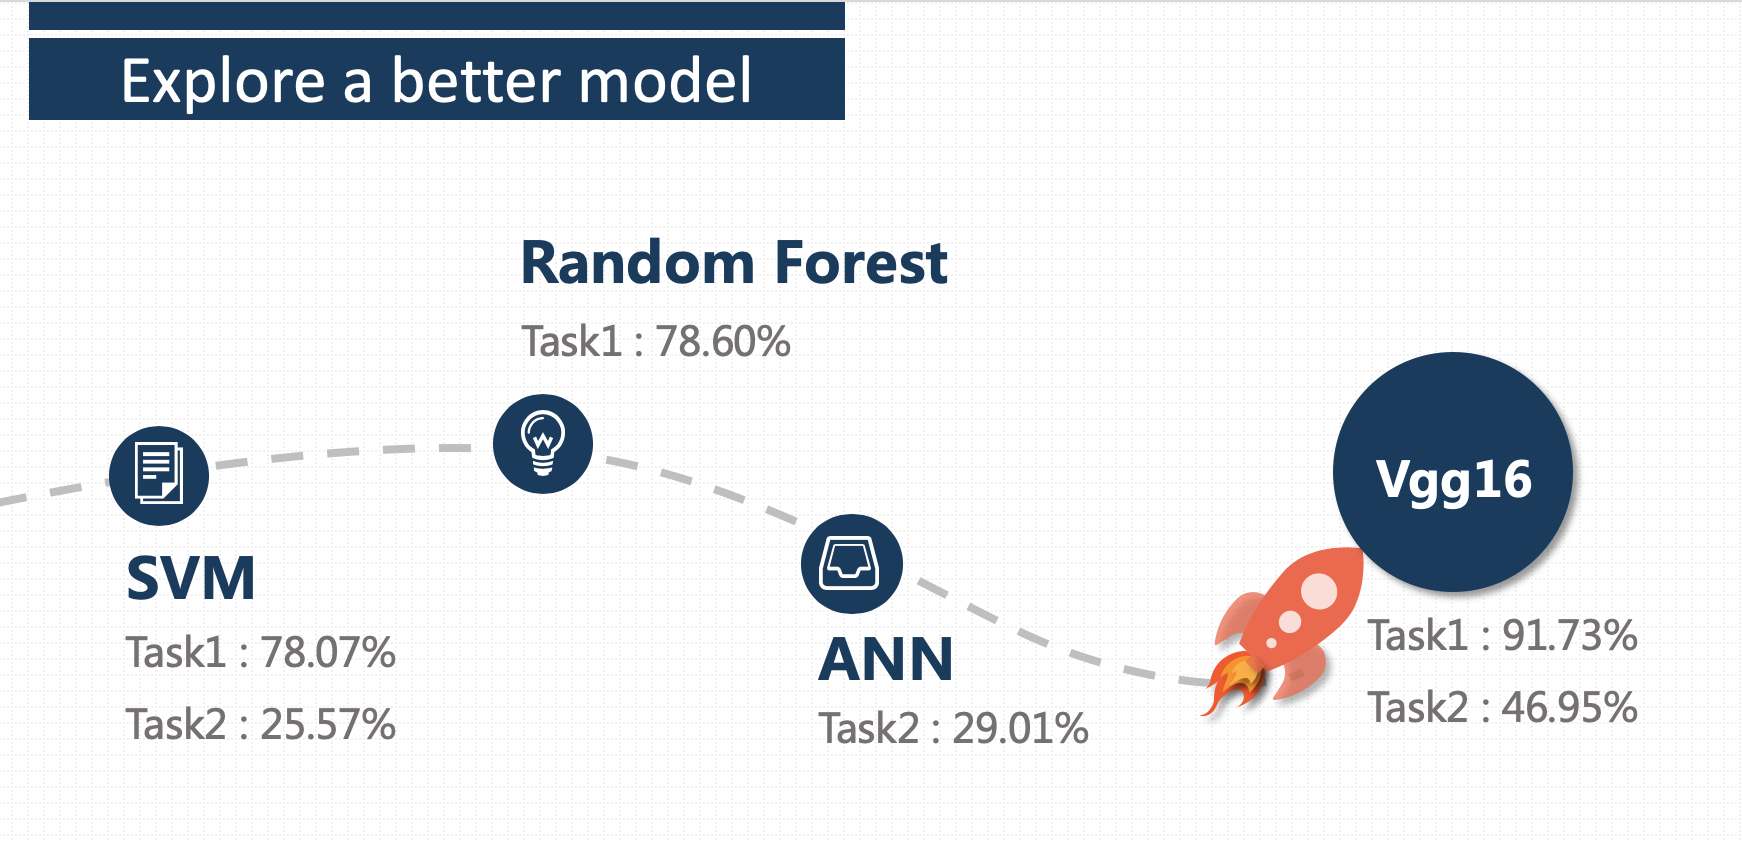 Explore a better model
Random Forest
Task1 : 78.60%
SVM
Task1 : 78.07%
Task2 : 25.57%
ANN
Task2 : 29.01%
Vgg16
Task1 : 91.73%
Task2 : 46.95%